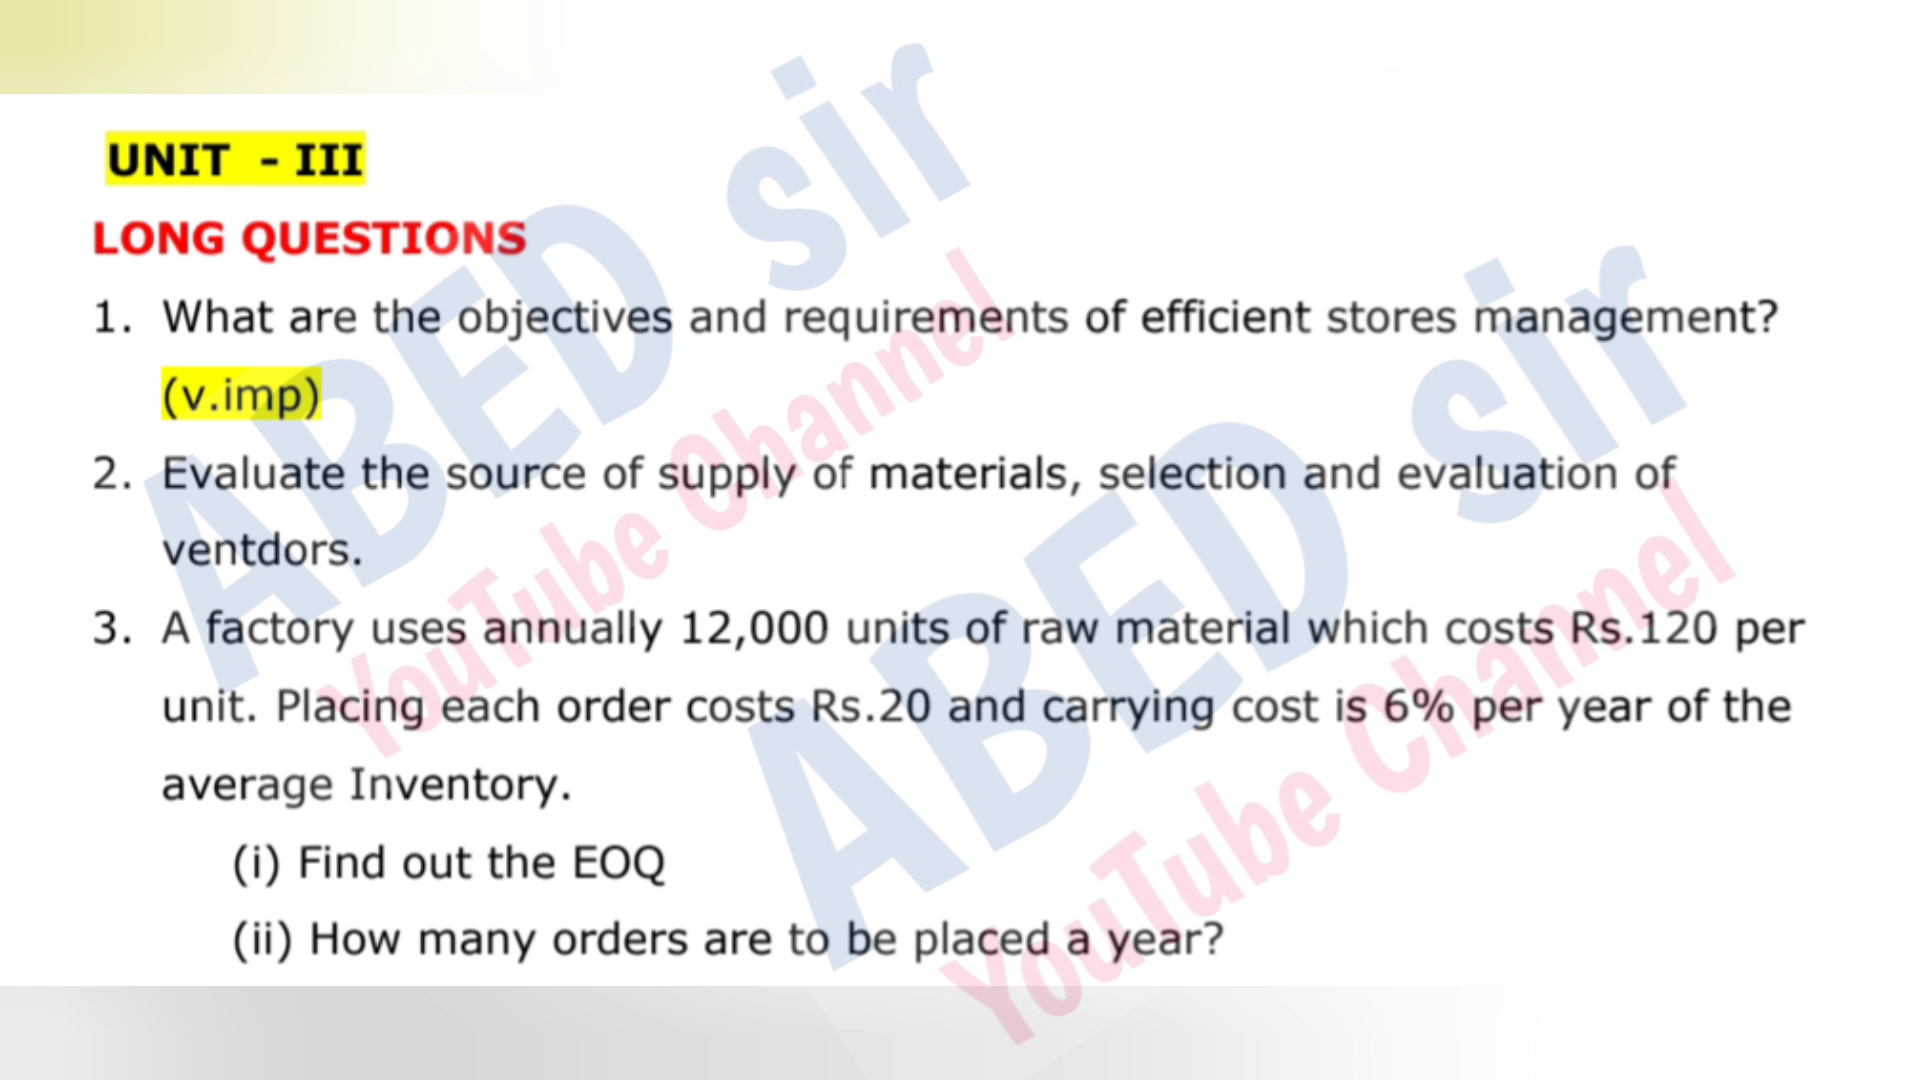 UNIT - III
LONG QUESTIONS
1. What are the objectives and requirements of efficient stores management?
(v.imp)
2. Evaluate the source of supply of materials, selection and evaluation of
ventdors.
3. A factory uses annually 12,000 units of raw material which costs Rs.120 per
unit. Placing each order costs Rs.20 and carrying cost is 6% per year of the
average Inventory.
(i) Find out the EOQ
(ii) How many orders are to be placed a year?
ABED sir
YouTube Channel
ABED sir
YouTube Channel